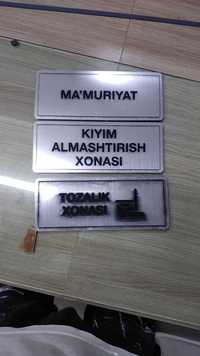 MA'MURIYAT
KIYIM
ALMASHTIRISH
XONASI
TOZALIK
XONASI